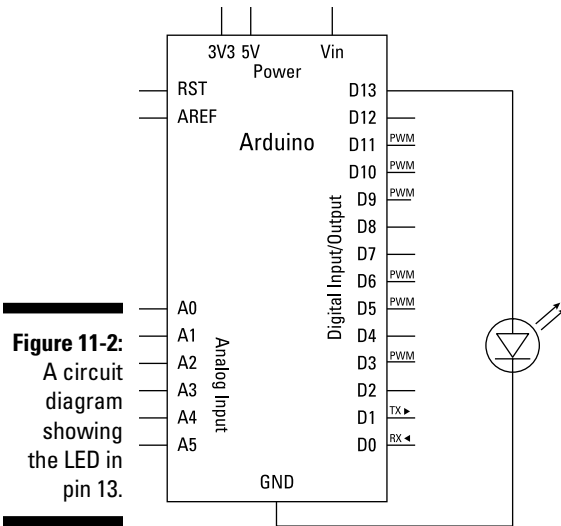 3V3 5V Vin
Power
RST D13
AREF D12
Arduino D11 PWM
D10 PWM
D9 PWM
D8
D7
D6 PWM
A0 D5 PWM
A1 D4
A2 D3 PWM
A3 D2
A4 D1 TX ▶
A5 D0 RX ◀
Digital Input/Output
Analog Input
GND
Figure 11-2:
A circuit
diagram
showing
the LED in
pin 13.